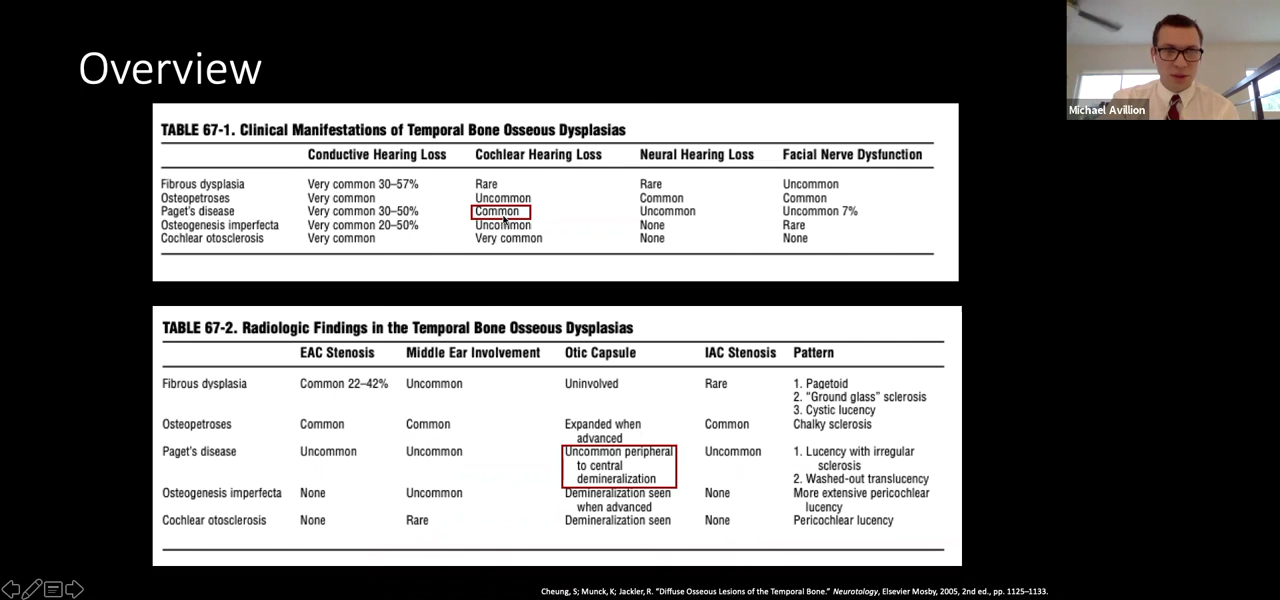 Overview
Michael Avillion
TABLE 67-1. Clinical Manifestations of Temporal Bone Osseous Dysplasias
Conductive Hearing Loss Cochlear Hearing Loss Neural Hearing Loss Facial Nerve Dysfunction
Fibrous dysplasia Very common 30–57% Rare Rare Uncommon
Osteopetroses Very common Uncommon Common Common
Paget's disease Very common 30–50% Common Uncommon Uncommon 7%
Osteogenesis imperfecta Very common 20–50% Uncommon None Rare
Cochlear otosclerosis Very common Very common None None
TABLE 67-2. Radiologic Findings in the Temporal Bone Osseous Dysplasias
EAC Stenosis Middle Ear Involvement Otic Capsule IAC Stenosis Pattern
Fibrous dysplasia Common 22–42% Uncommon Uninvolved Rare 1. Pagetoid
2. "Ground glass" sclerosis
3. Cystic lucency
Osteopetroses Common Common Expanded when Common Chalky sclerosis
advanced
Paget's disease Uncommon Uncommon Uncommon peripheral Uncommon 1. Lucency with irregular
to central sclerosis
demineralization 2. Washed-out translucency
Osteogenesis imperfecta None Uncommon Demineralization seen None More extensive pericochlear
when advanced lucency
Cochlear otosclerosis None Rare Demineralization seen None Pericochlear lucency
Cheung, S; Munck, K; Jackler, R. "Diffuse Osseous Lesions of the Temporal Bone." Neurotology, Elsevier Mosby, 2005, 2nd ed., pp. 1125–1133.